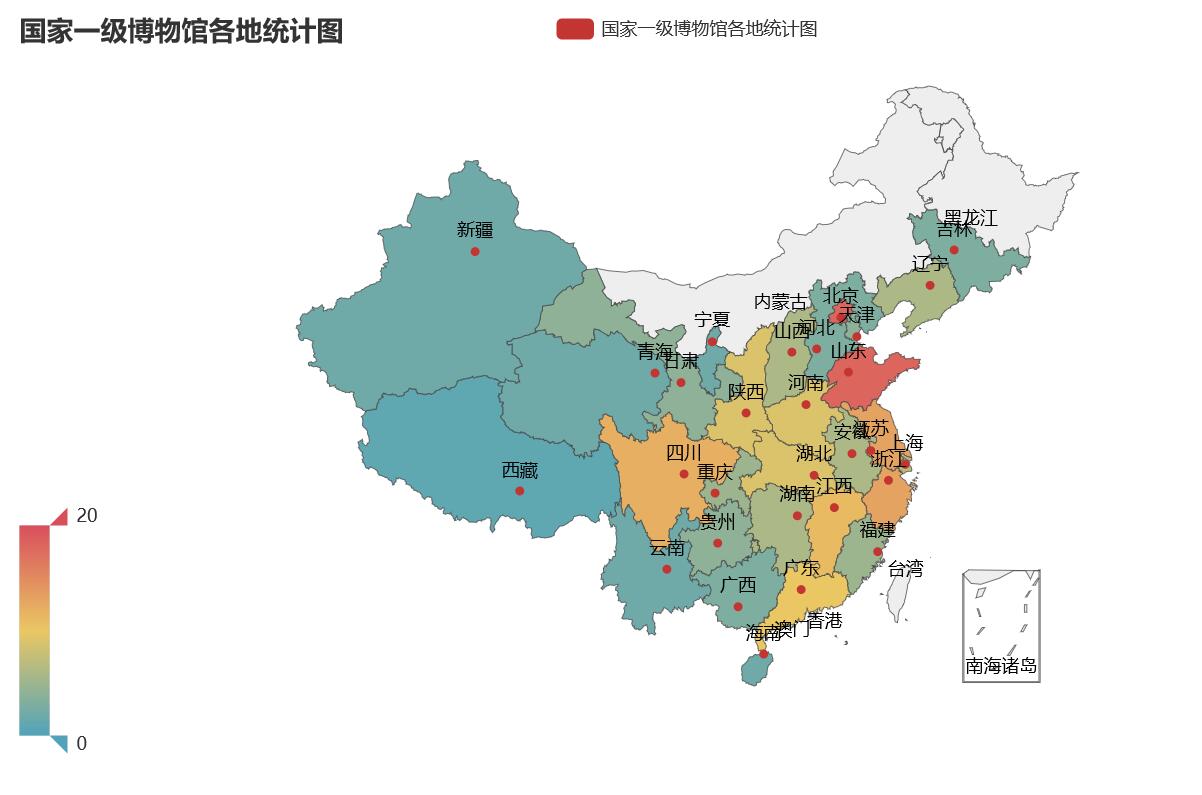 国家一级博物馆各地统计图
国家一级博物馆各地统计图
黑龙江
新疆
吉林
辽宁
北京
内蒙古
天津
宁夏
河北
山西
青海
山东
甘肃
河南
陕西
江苏
安徽
上海
四川
湖北
浙江
重庆
江西
湖南
20
贵州
福建
西藏
云南
广东
台湾
广西
香港
澳门
海南
南海诸岛
0